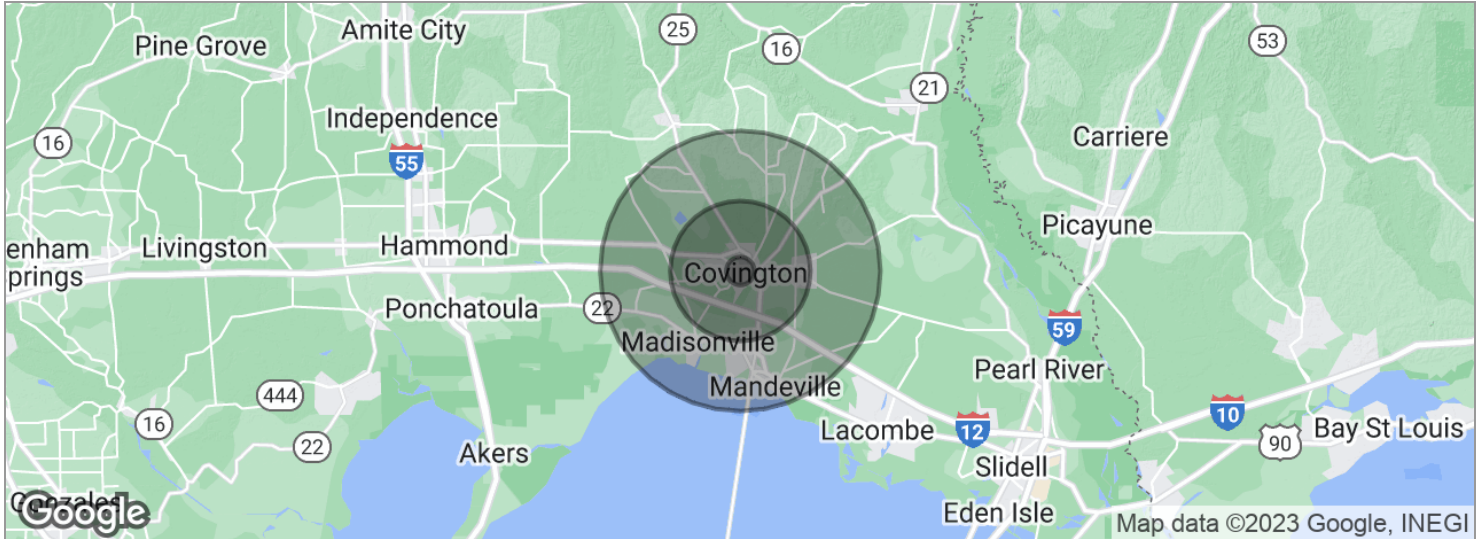 Amite City
25
53
Pine Grove
16
21
Independence
16
Carriere
55
Picayune
enham
prings
Livingston
Hammond
Covington
Ponchatoula
22
Madisonville
59
Pearl River
Mandeville
444
10
16
22
Akers
Lacombe
12
90
Bay St Louis
Slidell
Gonzales
Google
Eden Isle
Map data ©2023 Google, INEGI